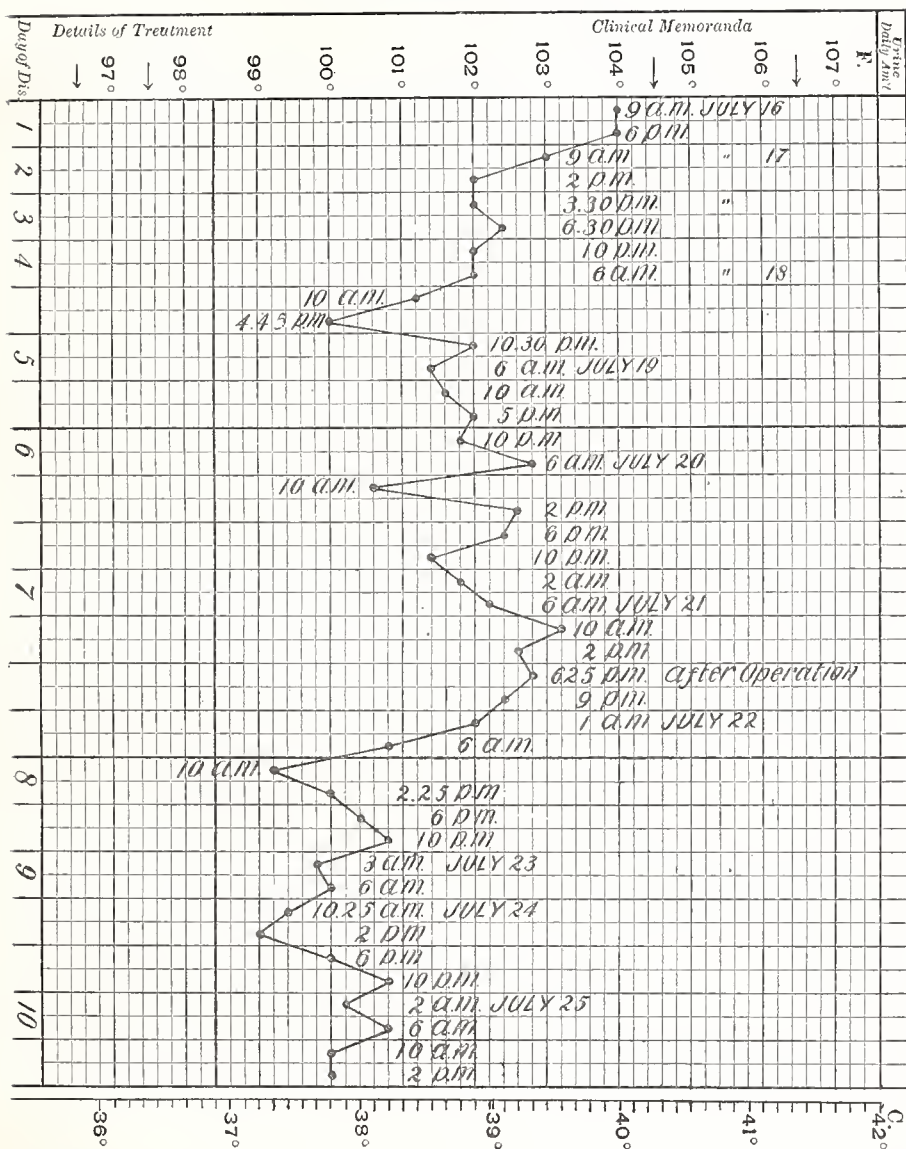 Urine
Daily Amt
Details of Treatment
Clinical Memoranda
Day of Dis
97°
98°
99°
100°
101°
102°
103°
104°
105°
106°
107°
F.
1
9 a.m. JULY 16
6 p.m.
2
9 a.m. " 17
2 p.m.
3
3.30 p.m. "
6.30 p.m.
4
10 p.m.
6 a.m. " 18
10 a.m.
4.45 p.m.
5
10.30 p.m.
6 a.m. JULY 19
10 a.m.
5 p.m.
6
10 p.m.
6 a.m. JULY 20
10 a.m.
2 p.m.
6 p.m.
10 p.m.
7
2 a.m.
6 a.m. JULY 21
10 a.m.
2 p.m.
6.25 p.m. after Operation
9 p.m.
1 a.m JULY 22
6 a.m.
8
10 a.m.
2.25 p.m
6 p.m.
10 p.m
9
3 a.m. JULY 23
6 a.m.
10.25 a.m. JULY 24
2 p.m
6 p.m
10 p.m.
10
2 a.m. JULY 25
6 a.m.
10 a.m.
2 p.m
36°
37°
38°
39°
40°
41°
42°
C.